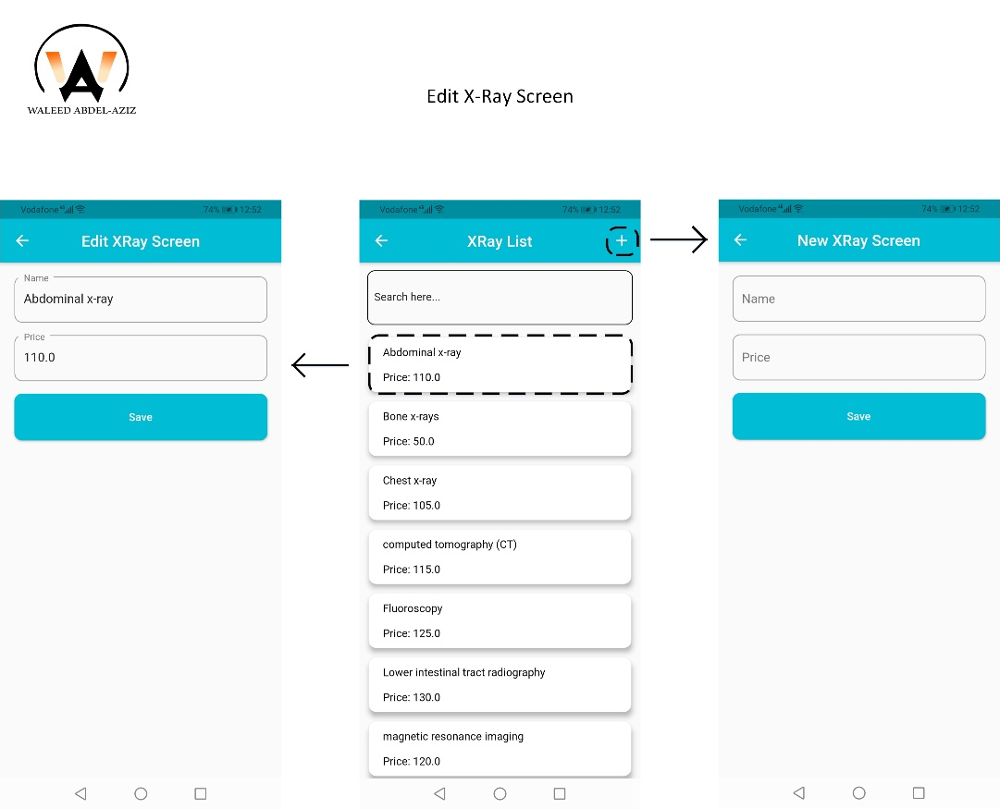 WALEED ABDEL-AZIZ
Edit X-Ray Screen
Vodafone 4G 74% 12:52
Edit XRay Screen
Name
Abdominal x-ray
Price
110.0
Save
Vodafone 4G 74% 12:52
XRay List
+
Search here...
Abdominal x-ray
Price: 110.0
Bone x-rays
Price: 50.0
Chest x-ray
Price: 105.0
computed tomography (CT)
Price: 115.0
Fluoroscopy
Price: 125.0
Lower intestinal tract radiography
Price: 130.0
magnetic resonance imaging
Price: 120.0
Vodafone 4G 74% 12:52
New XRay Screen
Name
Price
Save